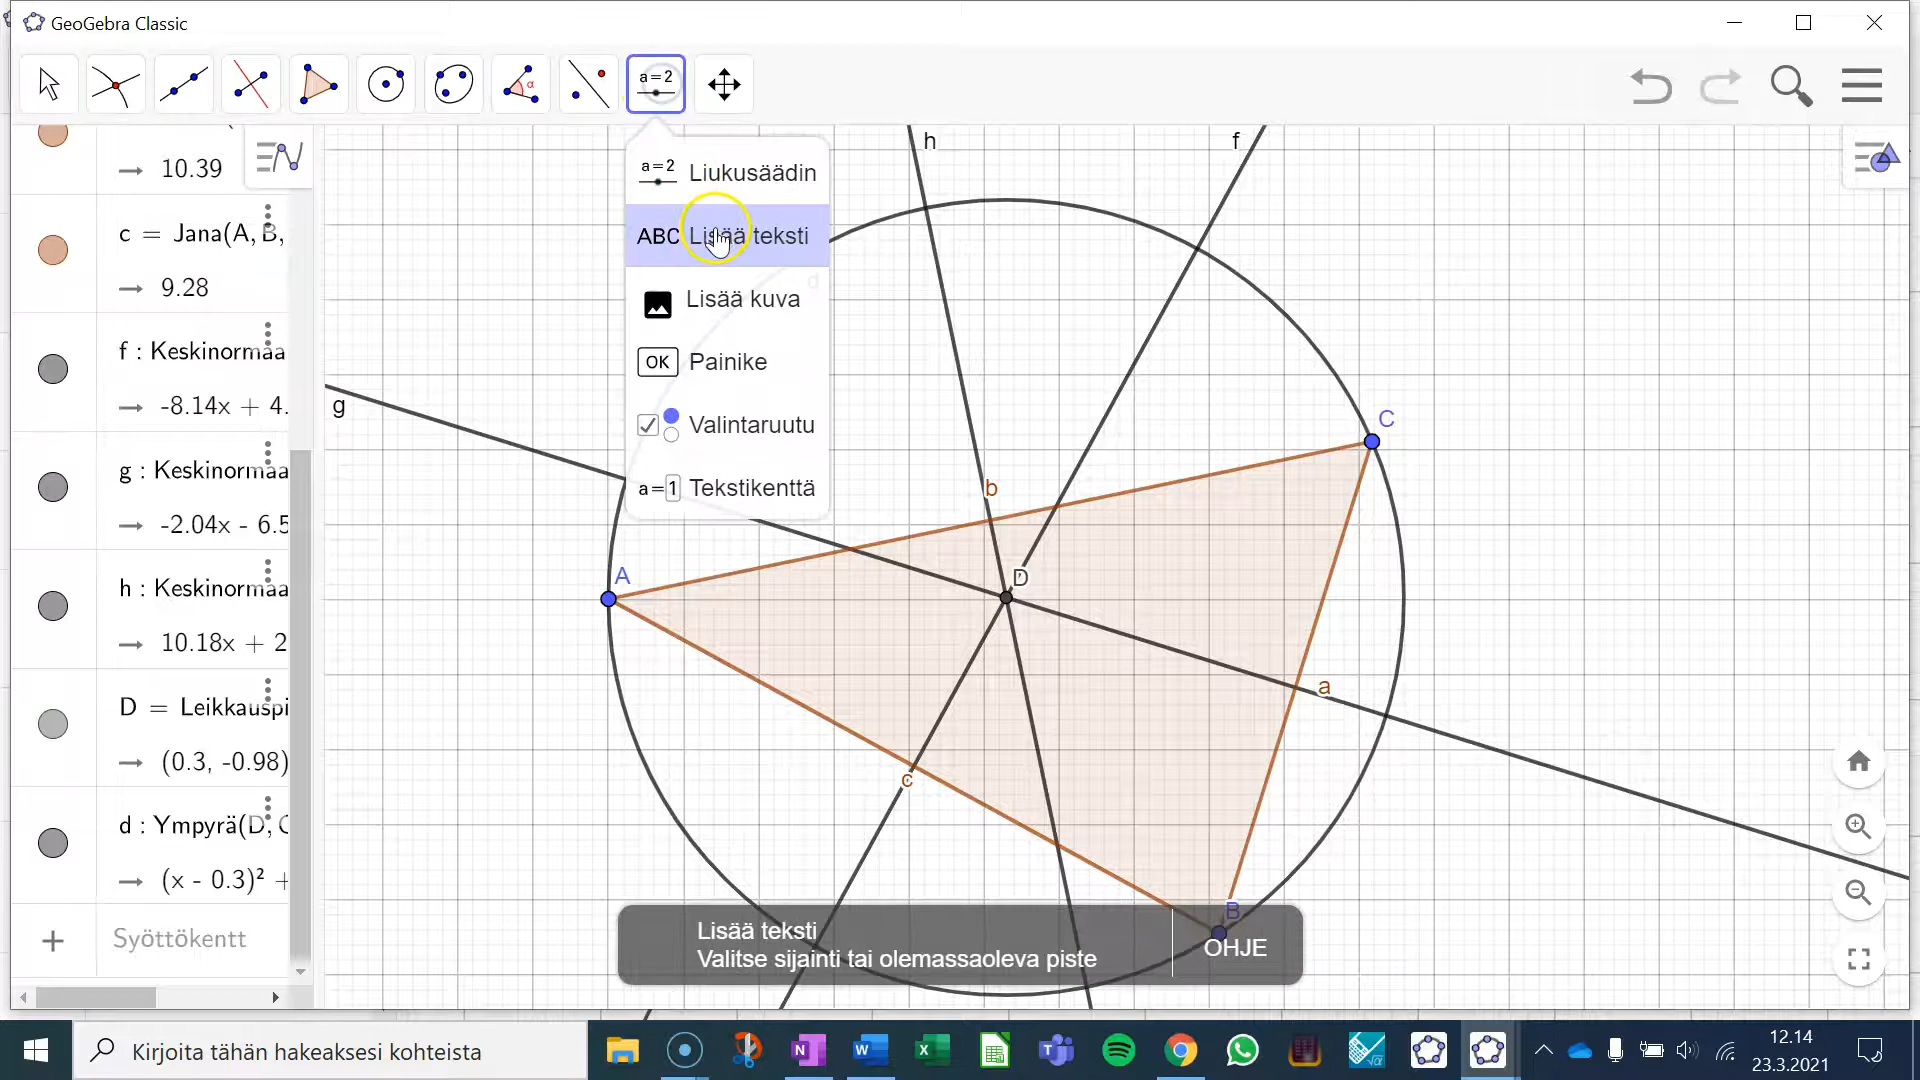 GeoGebra Classic
a=2
10.39
c = Jana(A, B,
→ 9.28
f : Keskinormaa
→ -8.14x + 4.
g : Keskinormaa
→ -2.04x - 6.5
h : Keskinormaa
→ 10.18x + 2
D = Leikkauspi
→ (0.3, -0.98)
d : Ympyrä(D, C
→ (x - 0.3)² +
Syöttökentt
a=2 Liukusäädin
ABC Lisää teksti
Lisää kuva
OK Painike
Valintaruutu
a=1 Tekstikenttä
h
f
g
d
C
b
A
D
a
c
B
Lisää teksti
Valitse sijainti tai olemassaoleva piste
OHJE
Kirjoita tähän hakeaksesi kohteista
12.14
23.3.2021